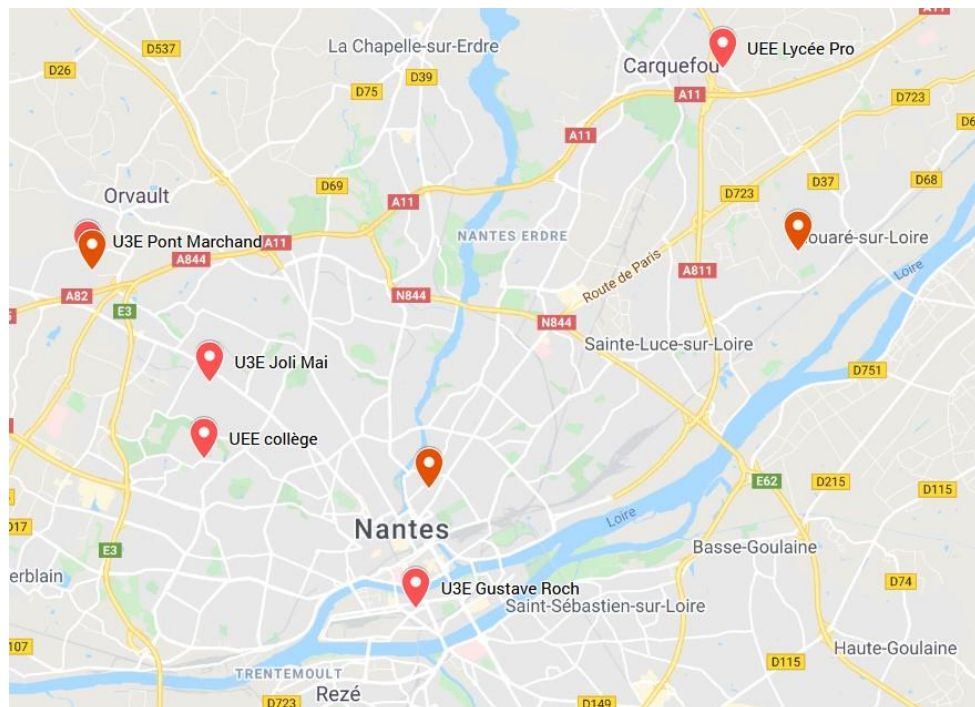 A11
D537
La Chapelle-sur-Erdre
UEE Lycée Pro
D26
Carquefou
D39
D75
A11
D723
D6
A11
D69
D37
D68
Orvault
A11
D723
U3E Pont Marchand
A11
NANTES ERDRE
ouaré-sur-Loire
A844
Route de Paris
A811
Loire
A82
N844
E3
N844
Sainte-Luce-sur-Loire
U3E Joli Mai
D751
UEE collège
E62
D215
D115
Loire
D17
Nantes
E3
Basse-Goulaine
erblain
D74
U3E Gustave Roch
Saint-Sébastien-sur-Loire
107
Haute-Goulaine
D115
TRENTEMOULT
Rezé
D723
D149